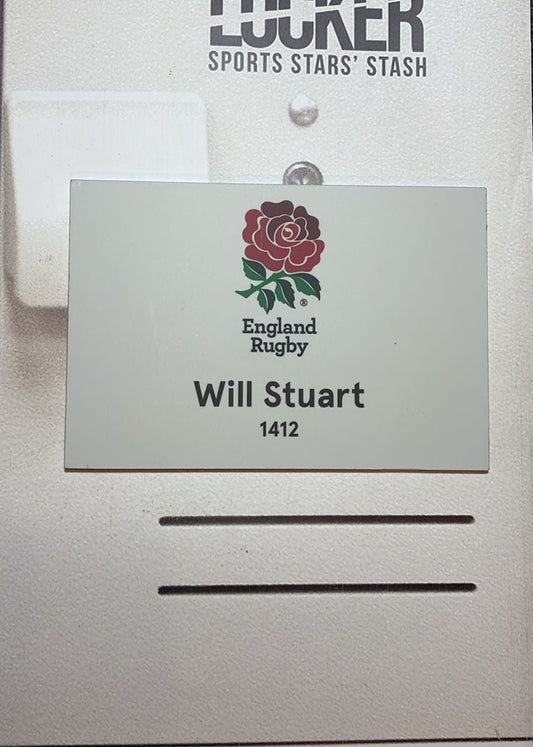 LOCKER
SPORTS STARS' STASH
®
England
Rugby
Will Stuart
1412